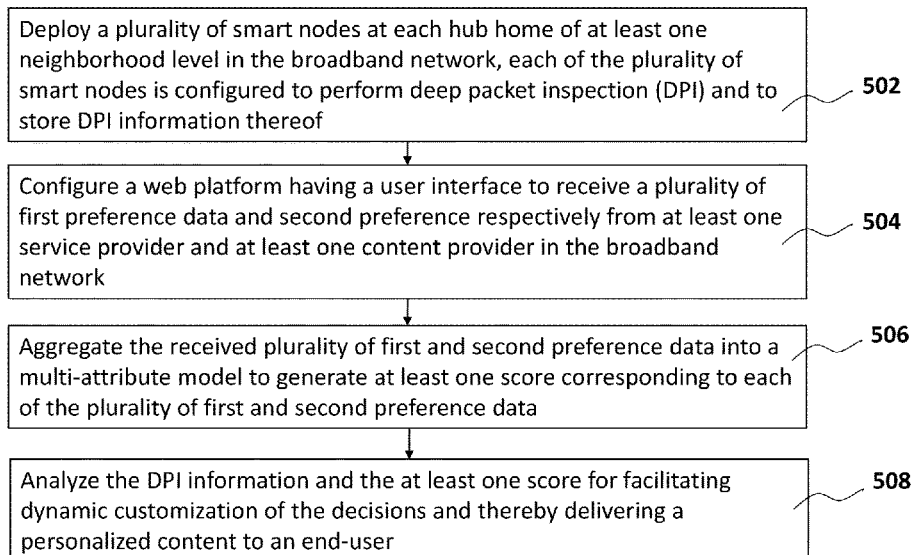 Deploy a plurality of smart nodes at each hub home of at least one
neighborhood level in the broadband network, each of the plurality of
smart nodes is configured to perform deep packet inspection (DPI) and to
store DPI information thereof
502
Configure a web platform having a user interface to receive a plurality of
first preference data and second preference respectively from at least one
service provider and at least one content provider in the broadband
network
504
Aggregate the received plurality of first and second preference data into a
multi-attribute model to generate at least one score corresponding to each
of the plurality of first and second preference data
506
Analyze the DPI information and the at least one score for facilitating
dynamic customization of the decisions and thereby delivering a
personalized content to an end-user
508